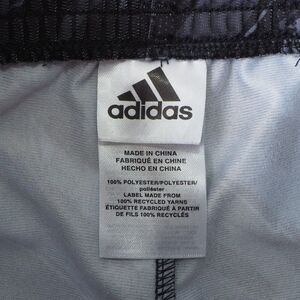 adidas
MADE IN CHINA
FABRIQUÉ EN CHINE
HECHO EN CHINA
100% POLYESTER/POLYESTER/
poliéster
LABEL MADE FROM
100% RECYCLED YARNS
ÉTIQUETTE FABRIQUÉ À PARTIR
DE FILS 100% RECYCLÉS